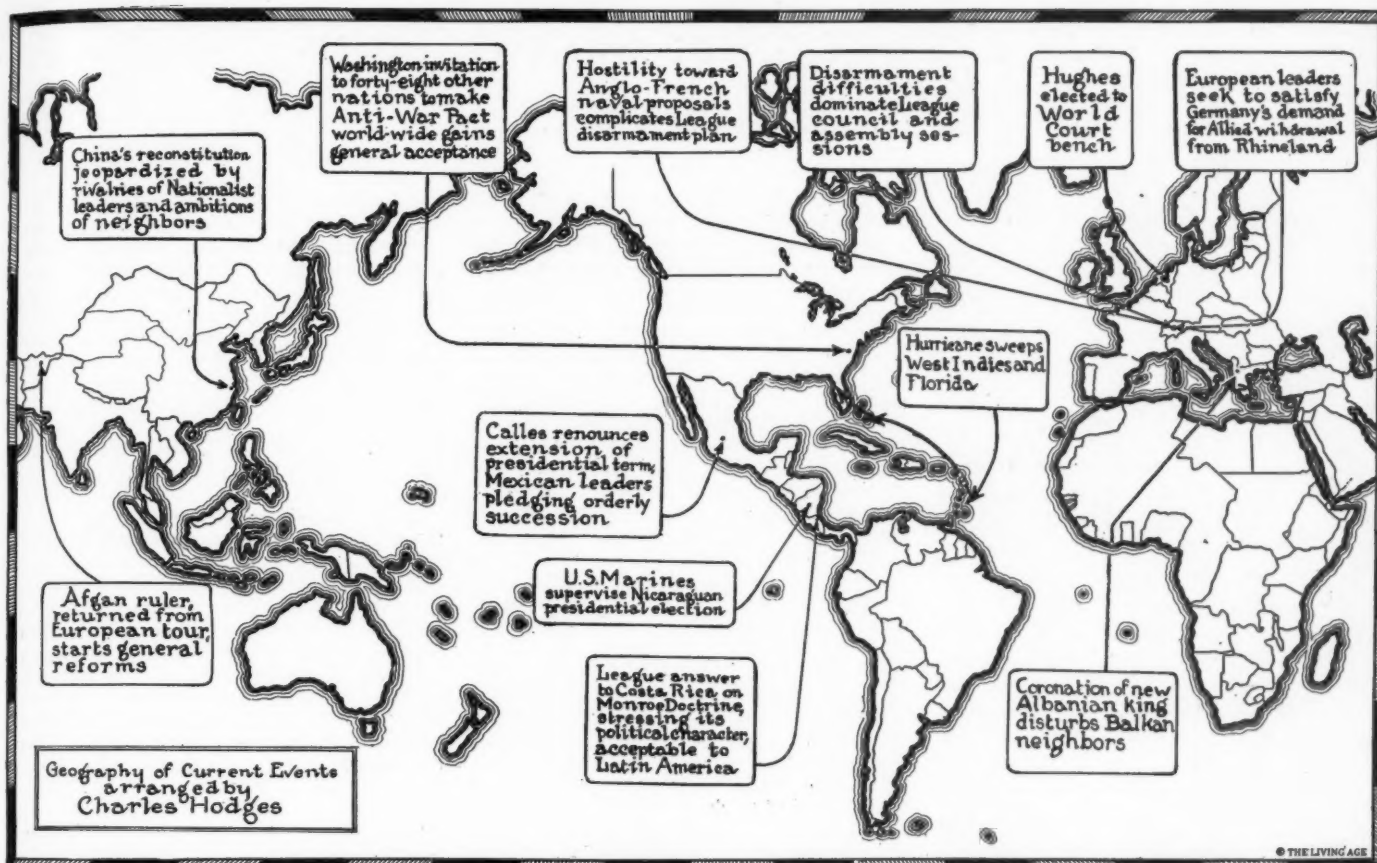 Washington invitation
to forty-eight other
nations to make
Anti-War Pact
world-wide gains
general acceptance
Hostility toward
Anglo-French
naval proposals
complicates League
disarmament plan
Disarmament
difficulties
dominate League
council and
assembly ses-
sions
Hughes
elected to
World
Court
bench
European leaders
seek to satisfy
Germany's demand
for Allied withdrawal
from Rhineland
China's reconstitution
jeopardized by
rivalries of Nationalist
leaders and ambitions
of neighbors
Hurricane sweeps
West Indies and
Florida
Calles renounces
extension of
presidential term,
Mexican leaders
pledging orderly
succession
U.S. Marines
supervise Nicaraguan
presidential election
Afgan ruler,
returned from
European tour,
starts general
reforms
League answer
to Costa Rica on
Monroe Doctrine,
stressing its
political character,
acceptable to
Latin America
Coronation of new
Albanian king
disturbs Balkan
neighbors
Geography of Current Events
arranged by
Charles Hodges
© THE LIVING AGE